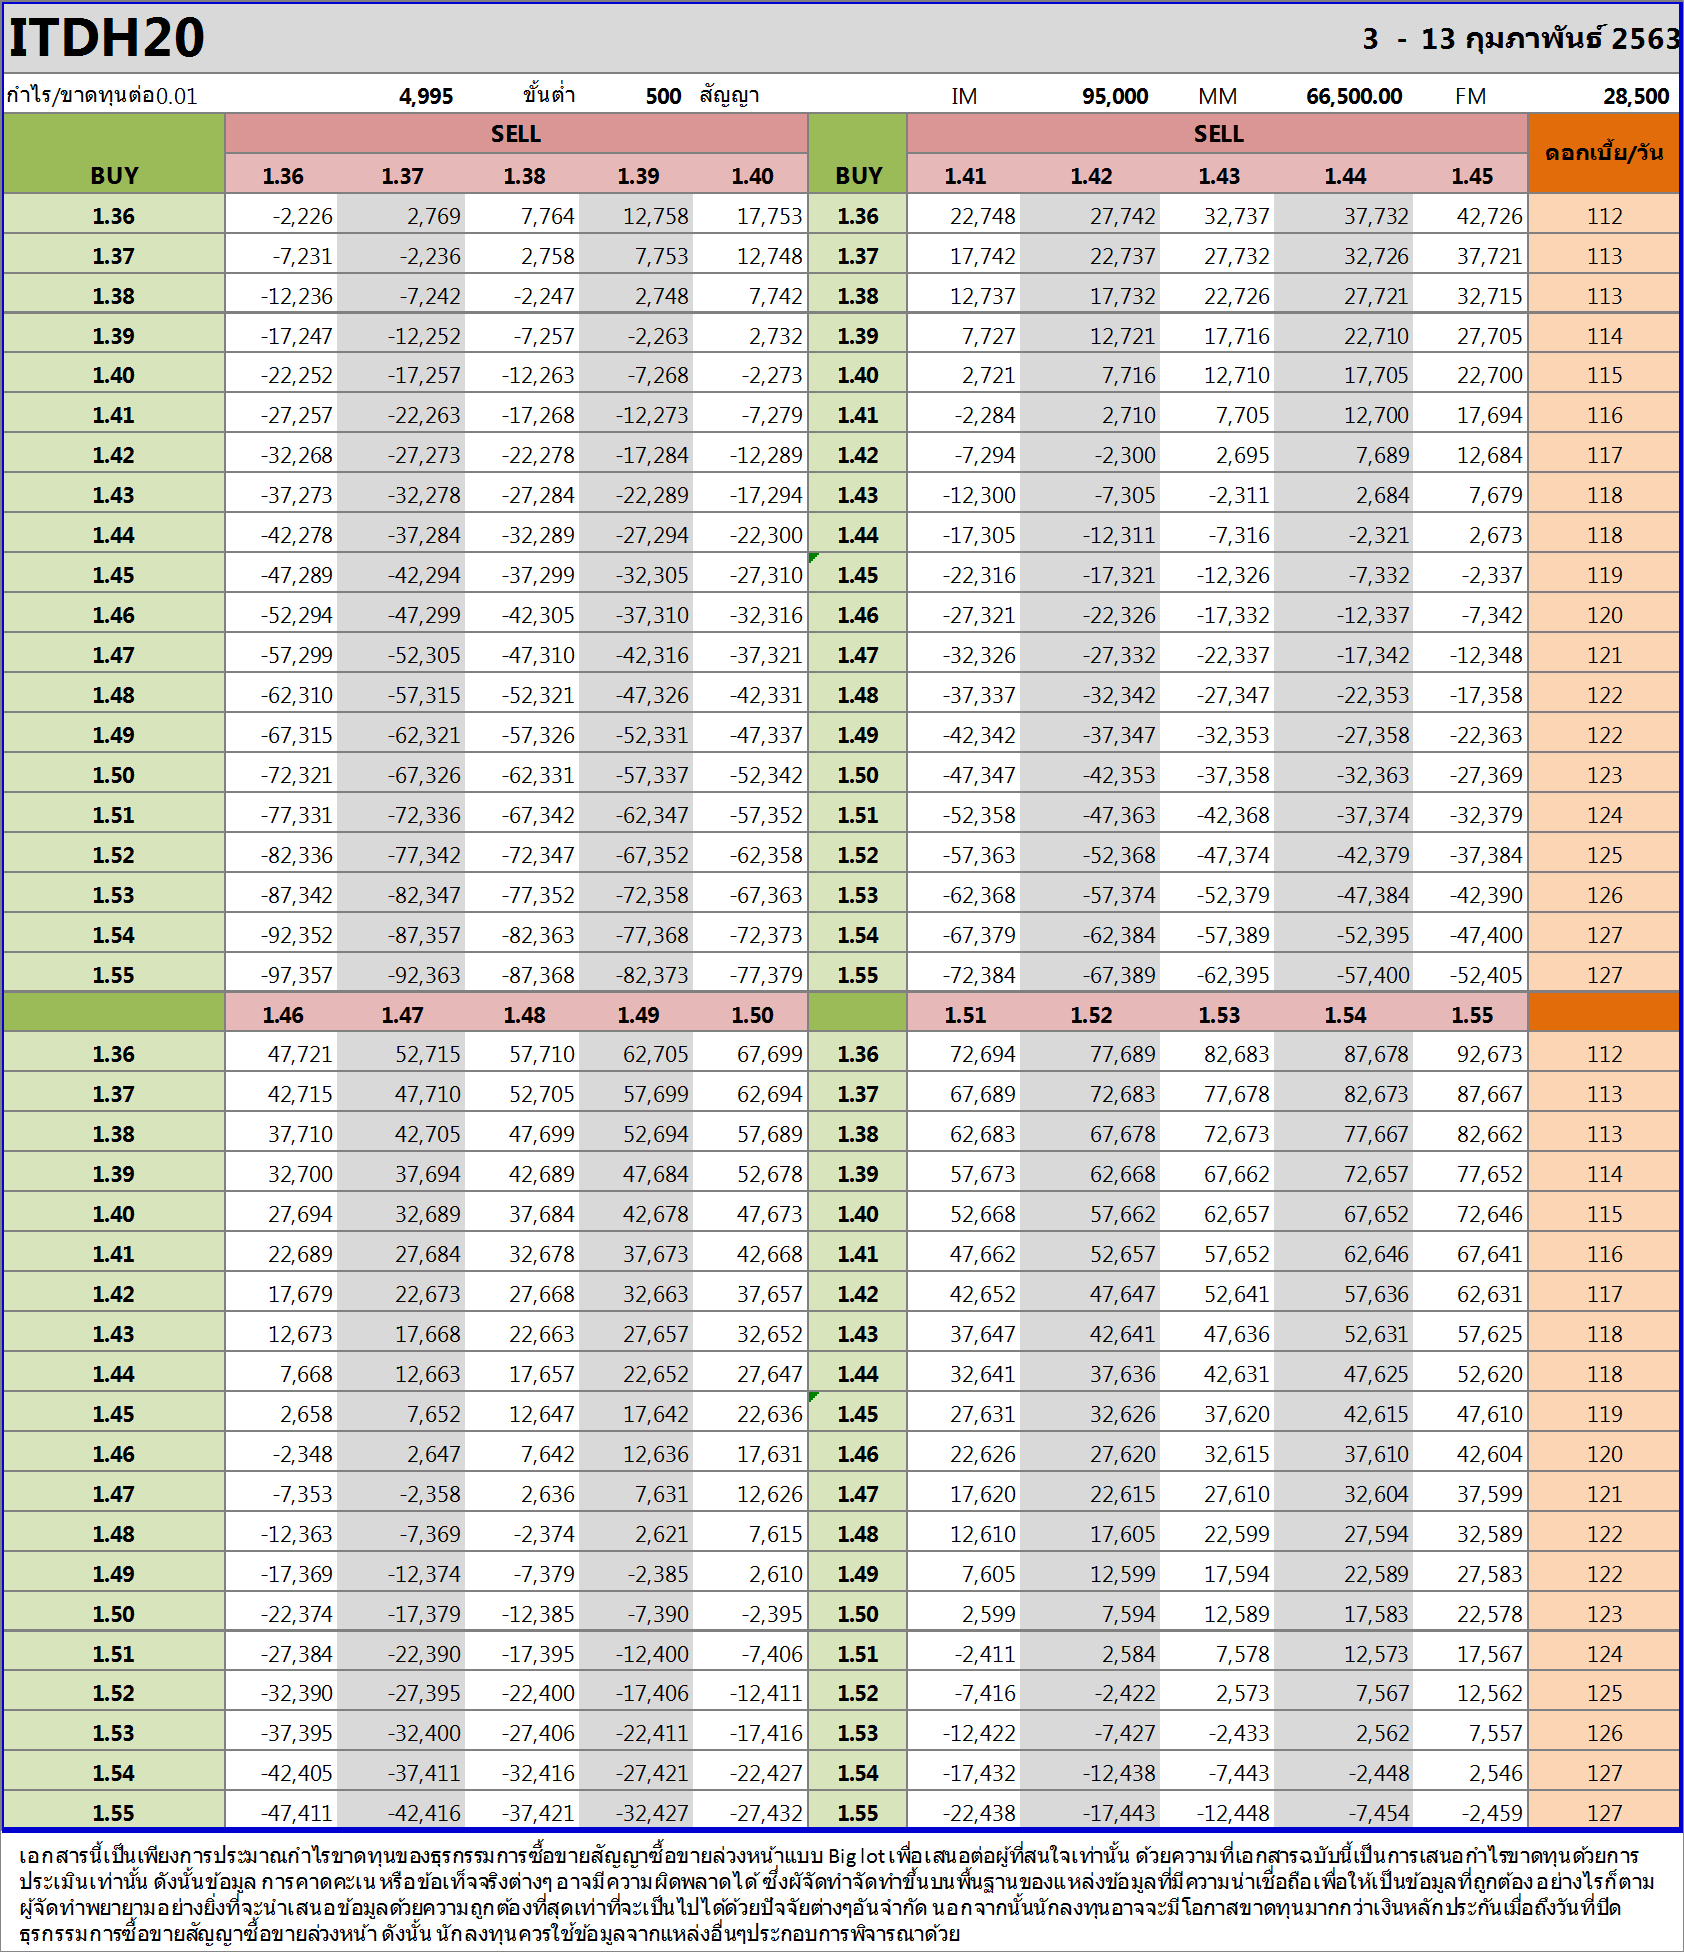 ITDH20 3 - 13 กุมภาพันธ์ 2563
กำไร/ขาดทุนต่อ0.01 4,995 ขั้นต่ำ 500 สัญญา IM 95,000 MM 66,500.00 FM 28,500
BUY SELL BUY SELL ดอกเบี้ย/วัน
1.36 1.37 1.38 1.39 1.40 1.41 1.42 1.43 1.44 1.45
1.36 -2,226 2,769 7,764 12,758 17,753 1.36 22,748 27,742 32,737 37,732 42,726 112
1.37 -7,231 -2,236 2,758 7,753 12,748 1.37 17,742 22,737 27,732 32,726 37,721 113
1.38 -12,236 -7,242 -2,247 2,748 7,742 1.38 12,737 17,732 22,726 27,721 32,715 113
1.39 -17,247 -12,252 -7,257 -2,263 2,732 1.39 7,727 12,721 17,716 22,710 27,705 114
1.40 -22,252 -17,257 -12,263 -7,268 -2,273 1.40 2,721 7,716 12,710 17,705 22,700 115
1.41 -27,257 -22,263 -17,268 -12,273 -7,279 1.41 -2,284 2,710 7,705 12,700 17,694 116
1.42 -32,268 -27,273 -22,278 -17,284 -12,289 1.42 -7,294 -2,300 2,695 7,689 12,684 117
1.43 -37,273 -32,278 -27,284 -22,289 -17,294 1.43 -12,300 -7,305 -2,311 2,684 7,679 118
1.44 -42,278 -37,284 -32,289 -27,294 -22,300 1.44 -17,305 -12,311 -7,316 -2,321 2,673 118
1.45 -47,289 -42,294 -37,299 -32,305 -27,310 1.45 -22,316 -17,321 -12,326 -7,332 -2,337 119
1.46 -52,294 -47,299 -42,305 -37,310 -32,316 1.46 -27,321 -22,326 -17,332 -12,337 -7,342 120
1.47 -57,299 -52,305 -47,310 -42,316 -37,321 1.47 -32,326 -27,332 -22,337 -17,342 -12,348 121
1.48 -62,310 -57,315 -52,321 -47,326 -42,331 1.48 -37,337 -32,342 -27,347 -22,353 -17,358 122
1.49 -67,315 -62,321 -57,326 -52,331 -47,337 1.49 -42,342 -37,347 -32,353 -27,358 -22,363 122
1.50 -72,321 -67,326 -62,331 -57,337 -52,342 1.50 -47,347 -42,353 -37,358 -32,363 -27,369 123
1.51 -77,331 -72,336 -67,342 -62,347 -57,352 1.51 -52,358 -47,363 -42,368 -37,374 -32,379 124
1.52 -82,336 -77,342 -72,347 -67,352 -62,358 1.52 -57,363 -52,368 -47,374 -42,379 -37,384 125
1.53 -87,342 -82,347 -77,352 -72,358 -67,363 1.53 -62,368 -57,374 -52,379 -47,384 -42,390 126
1.54 -92,352 -87,357 -82,363 -77,368 -72,373 1.54 -67,379 -62,384 -57,389 -52,395 -47,400 127
1.55 -97,357 -92,363 -87,368 -82,373 -77,379 1.55 -72,384 -67,389 -62,395 -57,400 -52,405 127
1.46 1.47 1.48 1.49 1.50 1.51 1.52 1.53 1.54 1.55
1.36 47,721 52,715 57,710 62,705 67,699 1.36 72,694 77,689 82,683 87,678 92,673 112
1.37 42,715 47,710 52,705 57,699 62,694 1.37 67,689 72,683 77,678 82,673 87,667 113
1.38 37,710 42,705 47,699 52,694 57,689 1.38 62,683 67,678 72,673 77,667 82,662 113
1.39 32,700 37,694 42,689 47,684 52,678 1.39 57,673 62,668 67,662 72,657 77,652 114
1.40 27,694 32,689 37,684 42,678 47,673 1.40 52,668 57,662 62,657 67,652 72,646 115
1.41 22,689 27,684 32,678 37,673 42,668 1.41 47,662 52,657 57,652 62,646 67,641 116
1.42 17,679 22,673 27,668 32,663 37,657 1.42 42,652 47,647 52,641 57,636 62,631 117
1.43 12,673 17,668 22,663 27,657 32,652 1.43 37,647 42,641 47,636 52,631 57,625 118
1.44 7,668 12,663 17,657 22,652 27,647 1.44 32,641 37,636 42,631 47,625 52,620 118
1.45 2,658 7,652 12,647 17,642 22,636 1.45 27,631 32,626 37,620 42,615 47,610 119
1.46 -2,348 2,647 7,642 12,636 17,631 1.46 22,626 27,620 32,615 37,610 42,604 120
1.47 -7,353 -2,358 2,636 7,631 12,626 1.47 17,620 22,615 27,610 32,604 37,599 121
1.48 -12,363 -7,369 -2,374 2,621 7,615 1.48 12,610 17,605 22,599 27,594 32,589 122
1.49 -17,369 -12,374 -7,379 -2,385 2,610 1.49 7,605 12,599 17,594 22,589 27,583 122
1.50 -22,374 -17,379 -12,385 -7,390 -2,395 1.50 2,599 7,594 12,589 17,583 22,578 123
1.51 -27,384 -22,390 -17,395 -12,400 -7,406 1.51 -2,411 2,584 7,578 12,573 17,567 124
1.52 -32,390 -27,395 -22,400 -17,406 -12,411 1.52 -7,416 -2,422 2,573 7,567 12,562 125
1.53 -37,395 -32,400 -27,406 -22,411 -17,416 1.53 -12,422 -7,427 -2,433 2,562 7,557 126
1.54 -42,405 -37,411 -32,416 -27,421 -22,427 1.54 -17,432 -12,438 -7,443 -2,448 2,546 127
1.55 -47,411 -42,416 -37,421 -32,427 -27,432 1.55 -22,438 -17,443 -12,448 -7,454 -2,459 127
เอกสารนี้เป็นเพียงการประมาณกำไรขาดทุนของธุรกรรมการซื้อขายสัญญาซื้อขายล่วงหน้าแบบ Big lot เพื่อเสนอต่อผู้ที่สนใจเท่านั้น ด้วยความที่เอกสารฉบับนี้เป็นการเสนอกำไรขาดทุนด้วยการ
ประเมินเท่านั้น ดังนั้นข้อมูล การคาดคะเน หรือข้อเท็จจริงต่างๆ อาจมีความผิดพลาดได้ ซึ่งผู้จัดทำจัดทำขึ้นบนพื้นฐานของแหล่งข้อมูลที่มีความน่าเชื่อถือเพื่อให้เป็นข้อมูลที่ถูกต้อง อย่างไรก็ตาม
ผู้จัดทำพยายามอย่างยิ่งที่จะนำเสนอข้อมูลด้วยความถูกต้องที่สุดเท่าที่จะเป็นไปได้ด้วยปัจจัยต่างๆอันจำกัด นอกจากนั้นนักลงทุนอาจจะมีโอกาสขาดทุนมากกว่าเงินหลักประกันเมื่อถึงวันที่ปิด
ธุรกรรมการซื้อขายสัญญาซื้อขายล่วงหน้า ดังนั้น นักลงทุนควรใช้ข้อมูลจากแหล่งอื่นๆประกอบการพิจารณาด้วย